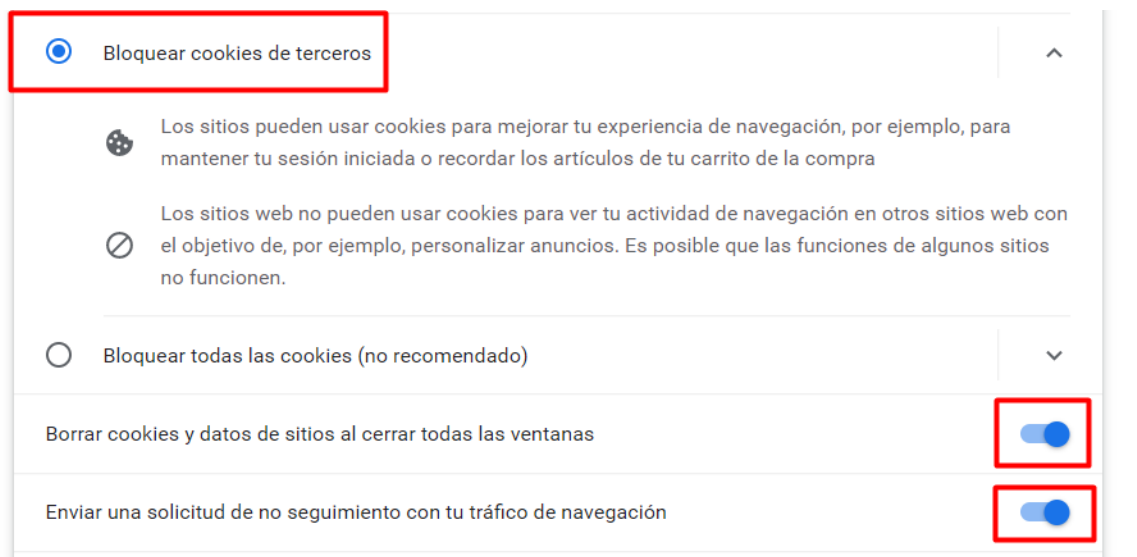 Bloquear cookies de terceros
Los sitios pueden usar cookies para mejorar tu experiencia de navegación, por ejemplo, para
mantener tu sesión iniciada o recordar los artículos de tu carrito de la compra
Los sitios web no pueden usar cookies para ver tu actividad de navegación en otros sitios web con
el objetivo de, por ejemplo, personalizar anuncios. Es posible que las funciones de algunos sitios
no funcionen.
Bloquear todas las cookies (no recomendado)
Borrar cookies y datos de sitios al cerrar todas las ventanas
Enviar una solicitud de no seguimiento con tu tráfico de navegación